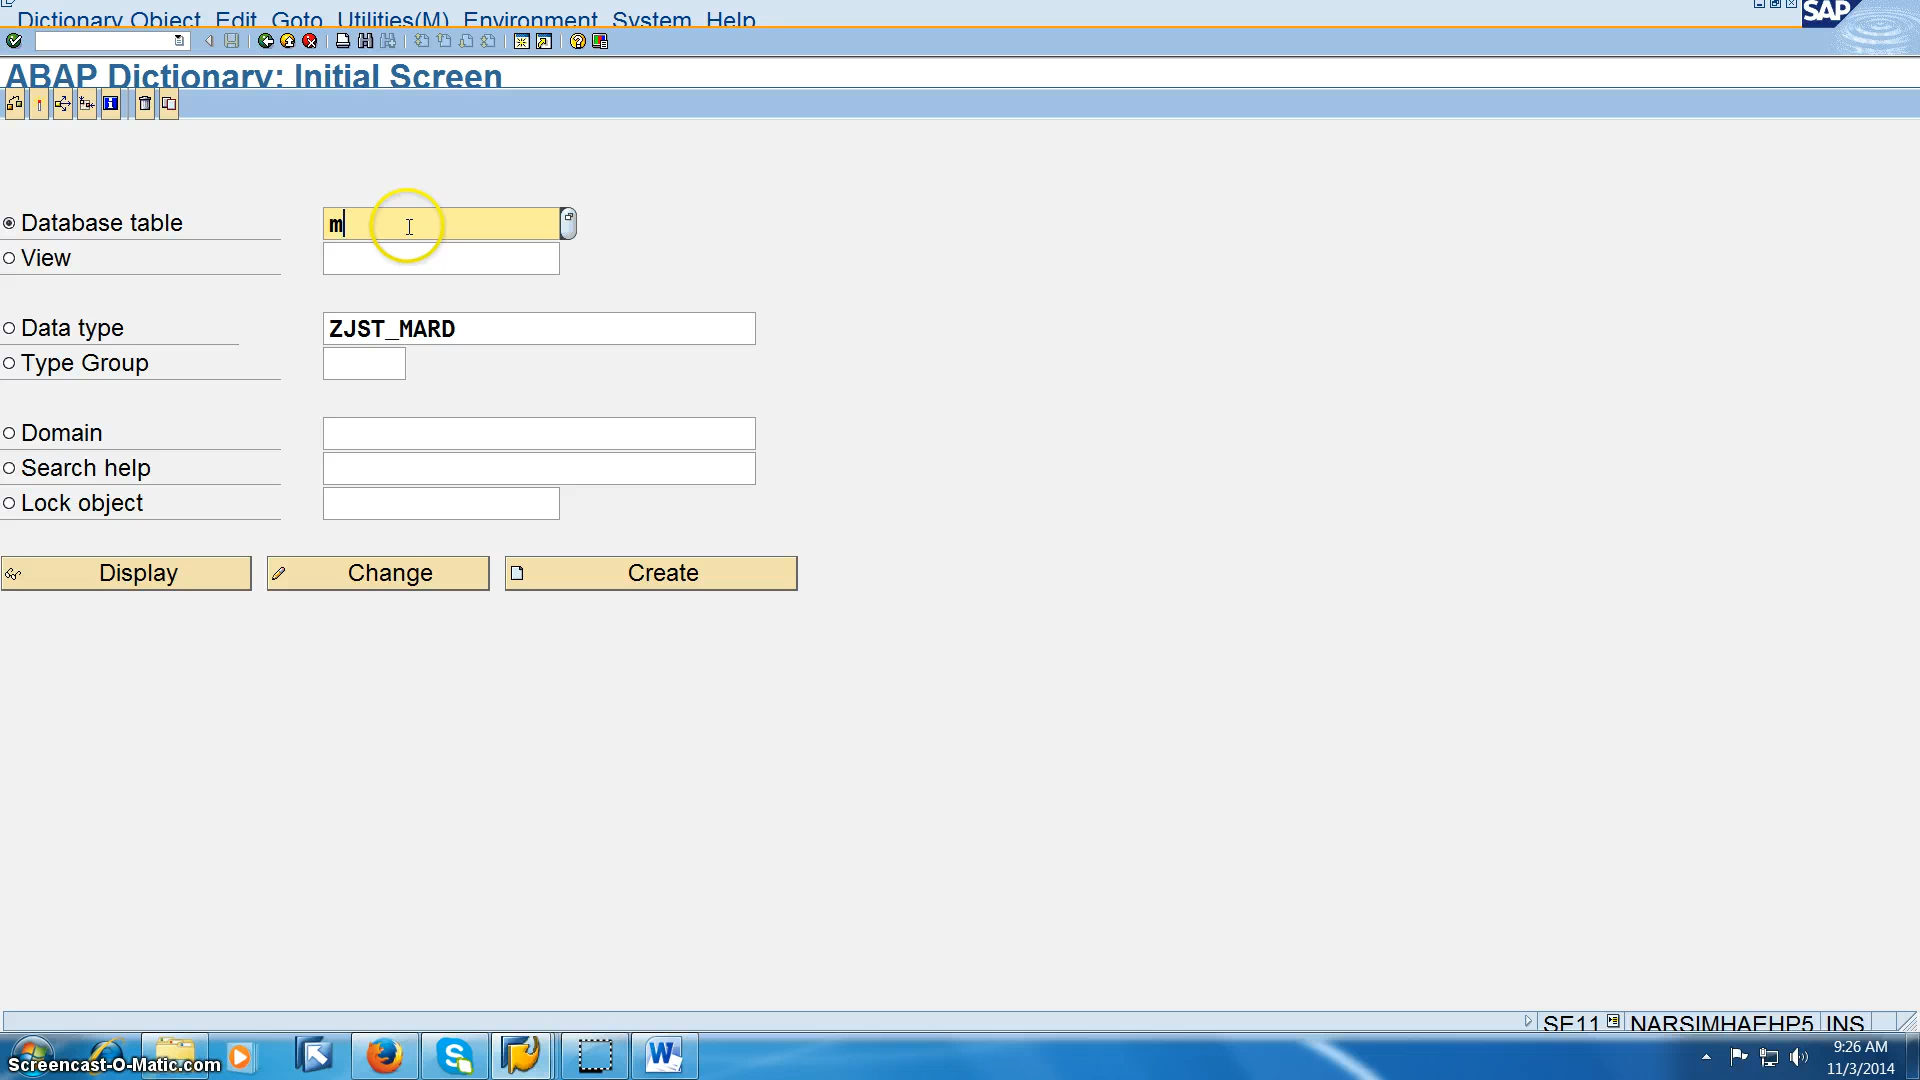 Dictionary Object Edit Goto Utilities(M) Environment System Help
SAP
ABAP Dictionary: Initial Screen
Database table m
View
Data type ZJST_MARD
Type Group
Domain
Search help
Lock object
Display Change Create
SE11 NARSIMHAEHP5 INS
9:26 AM
Screencast-O-Matic.com
11/3/2014